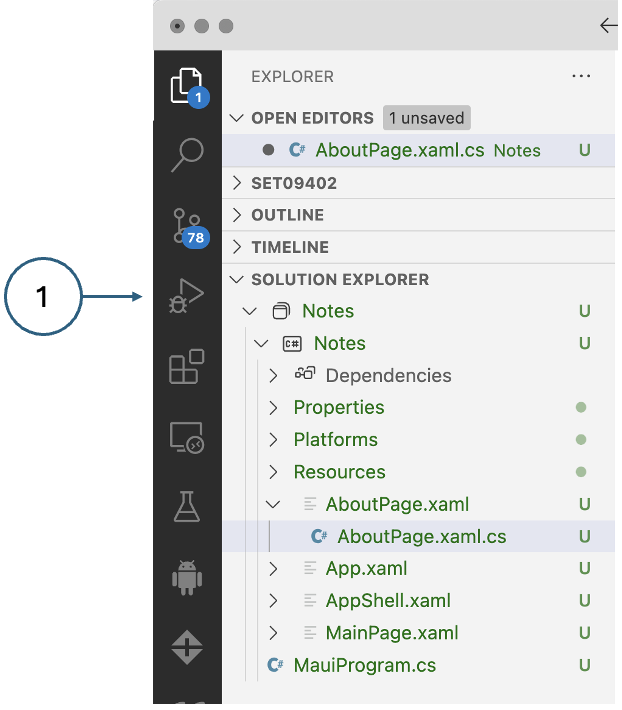 EXPLORER ...
1
OPEN EDITORS 1 unsaved
C# AboutPage.xaml.cs Notes U
SET09402
OUTLINE
78
TIMELINE
SOLUTION EXPLORER
1
Notes U
C# Notes U
Dependencies
Properties
Platforms
Resources
AboutPage.xaml U
C# AboutPage.xaml.cs U
App.xaml U
AppShell.xaml U
MainPage.xaml U
C# MauiProgram.cs U